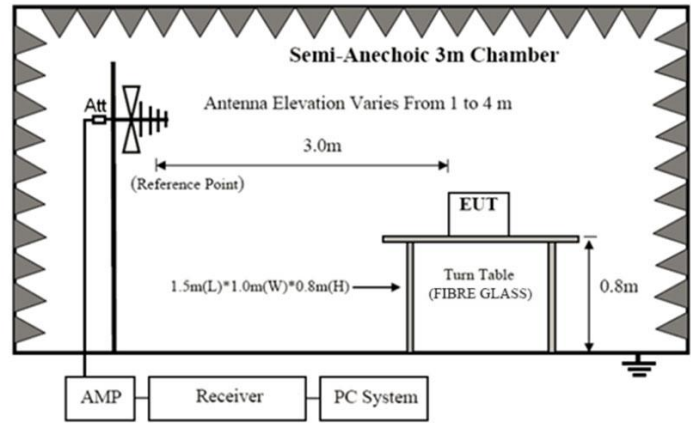 Semi-Anechoic 3m Chamber
Att
Antenna Elevation Varies From 1 to 4 m
3.0m
(Reference Point)
EUT
1.5m(L)*1.0m(W)*0.8m(H)
Turn Table
(FIBRE GLASS)
0.8m
AMP
Receiver
PC System